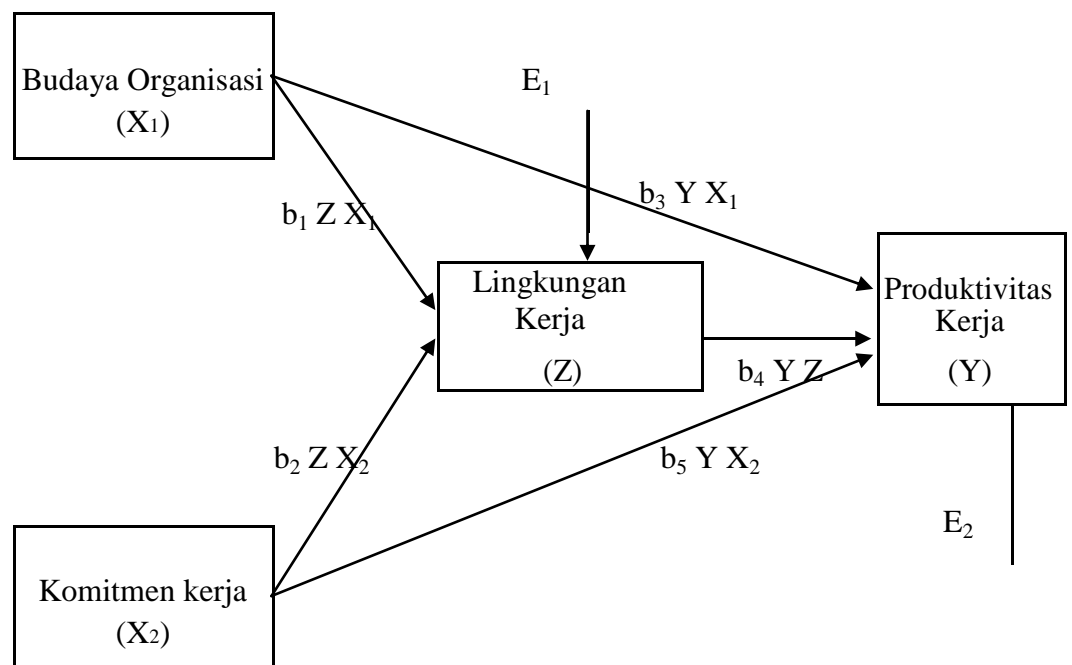 Budaya Organisasi
(X1)
E1
b3 Y X1
b1 Z X1
Lingkungan
Kerja
(Z)
Produktivitas
Kerja
(Y)
b4 Y Z
b2 Z X2
b5 Y X2
E2
Komitmen kerja
(X2)